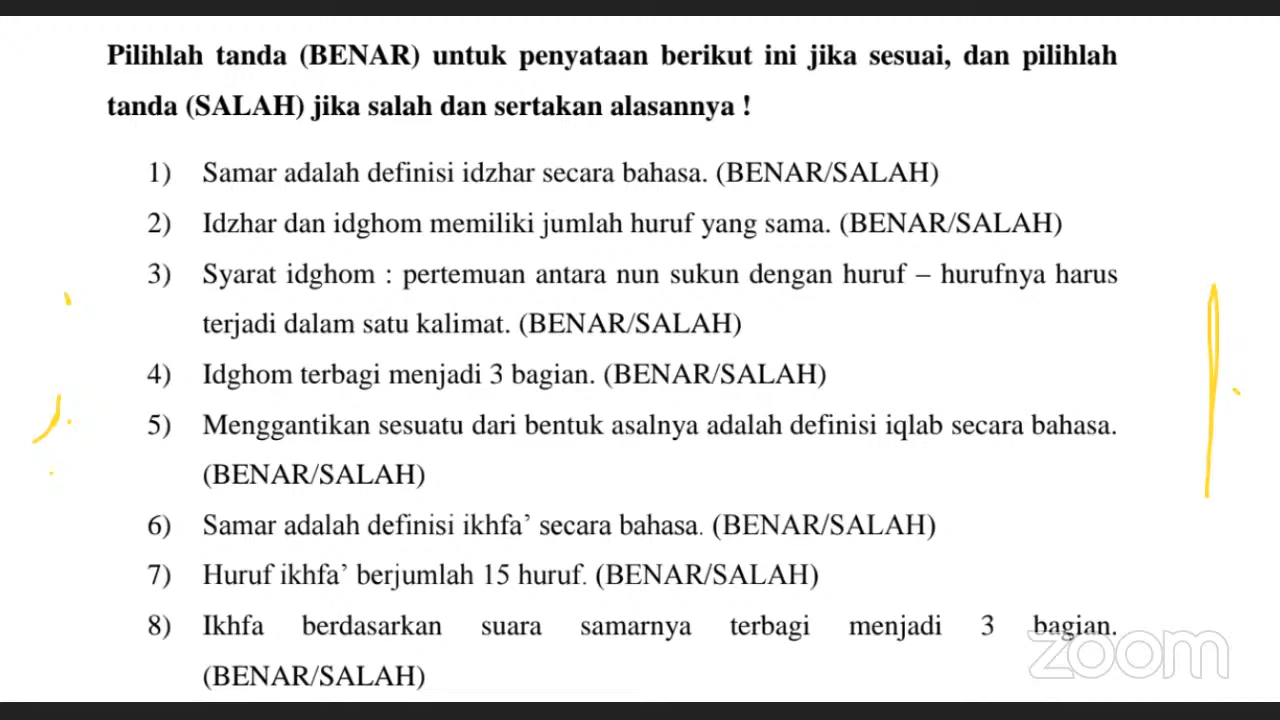 Pilihlah tanda (BENAR) untuk penyataan berikut ini jika sesuai, dan pilihlah
tanda (SALAH) jika salah dan sertakan alasannya !
1) Samar adalah definisi idzhar secara bahasa. (BENAR/SALAH)
2) Idzhar dan idghom memiliki jumlah huruf yang sama. (BENAR/SALAH)
3) Syarat idghom : pertemuan antara nun sukun dengan huruf – hurufnya harus
terjadi dalam satu kalimat. (BENAR/SALAH)
4) Idghom terbagi menjadi 3 bagian. (BENAR/SALAH)
5) Menggantikan sesuatu dari bentuk asalnya adalah definisi iqlab secara bahasa.
(BENAR/SALAH)
6) Samar adalah definisi ikhfa’ secara bahasa. (BENAR/SALAH)
7) Huruf ikhfa’ berjumlah 15 huruf. (BENAR/SALAH)
8) Ikhfa berdasarkan suara samarnya terbagi menjadi 3 bagian.
(BENAR/SALAH)
zoom